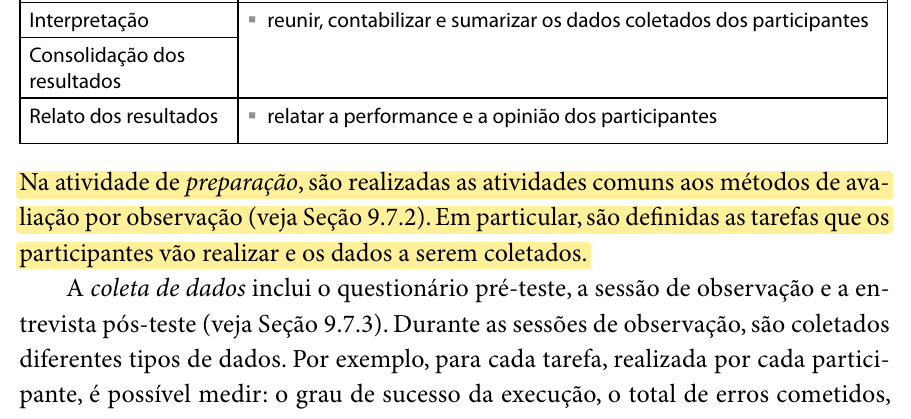 Interpretação
▪ reunir, contabilizar e sumarizar os dados coletados dos participantes
Consolidação dos
resultados
Relato dos resultados
▪ relatar a performance e a opinião dos participantes
Na atividade de preparação, são realizadas as atividades comuns aos métodos de ava-
liação por observação (veja Seção 9.7.2). Em particular, são definidas as tarefas que os
participantes vão realizar e os dados a serem coletados.
A coleta de dados inclui o questionário pré-teste, a sessão de observação e a en-
trevista pós-teste (veja Seção 9.7.3). Durante as sessões de observação, são coletados
diferentes tipos de dados. Por exemplo, para cada tarefa, realizada por cada partici-
pante, é possível medir: o grau de sucesso da execução, o total de erros cometidos,